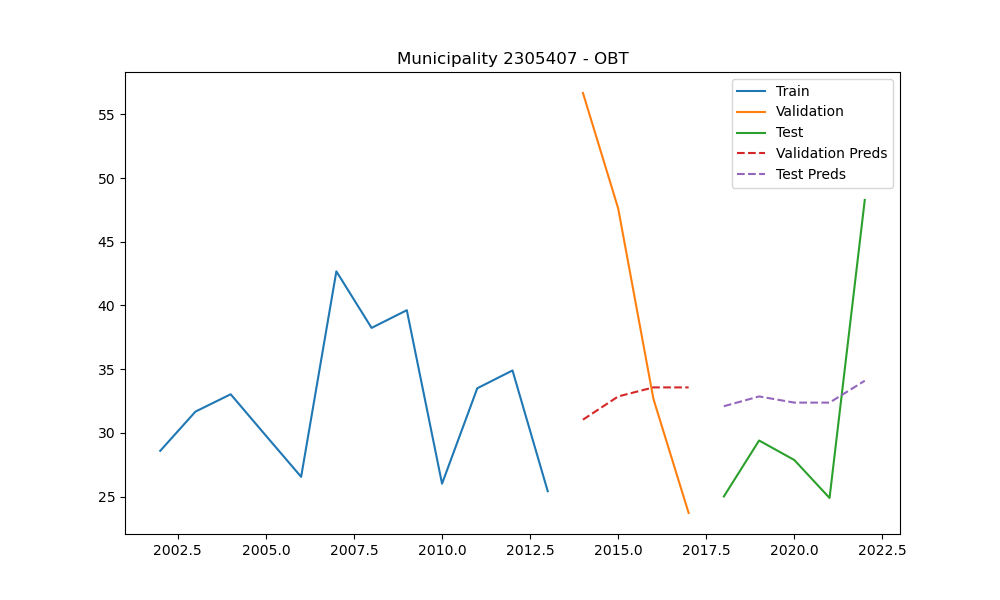 Municipality 2305407 - OBT
Train
Validation
Test
Validation Preds
Test Preds
55
50
45
40
35
30
25
2002.5 2005.0 2007.5 2010.0 2012.5 2015.0 2017.5 2020.0 2022.5